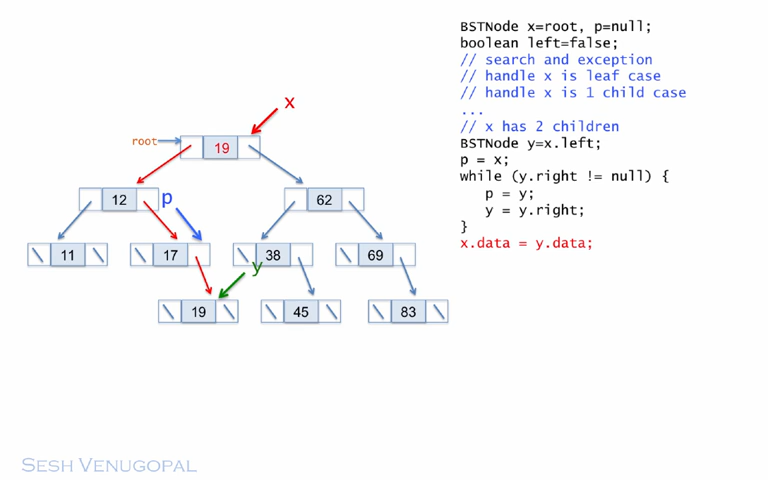 BSTNode x=root, p=null;
boolean left=false;
// search and exception
// handle x is leaf case
// handle x is 1 child case
...
// x has 2 children
BSTNode y=x.left;
p = x;
while (y.right != null) {
p = y;
y = y.right;
}
x.data = y.data;
x
root
19
12
p
62
11
17
38
69
y
19
45
83
SESH VENUGOPAL